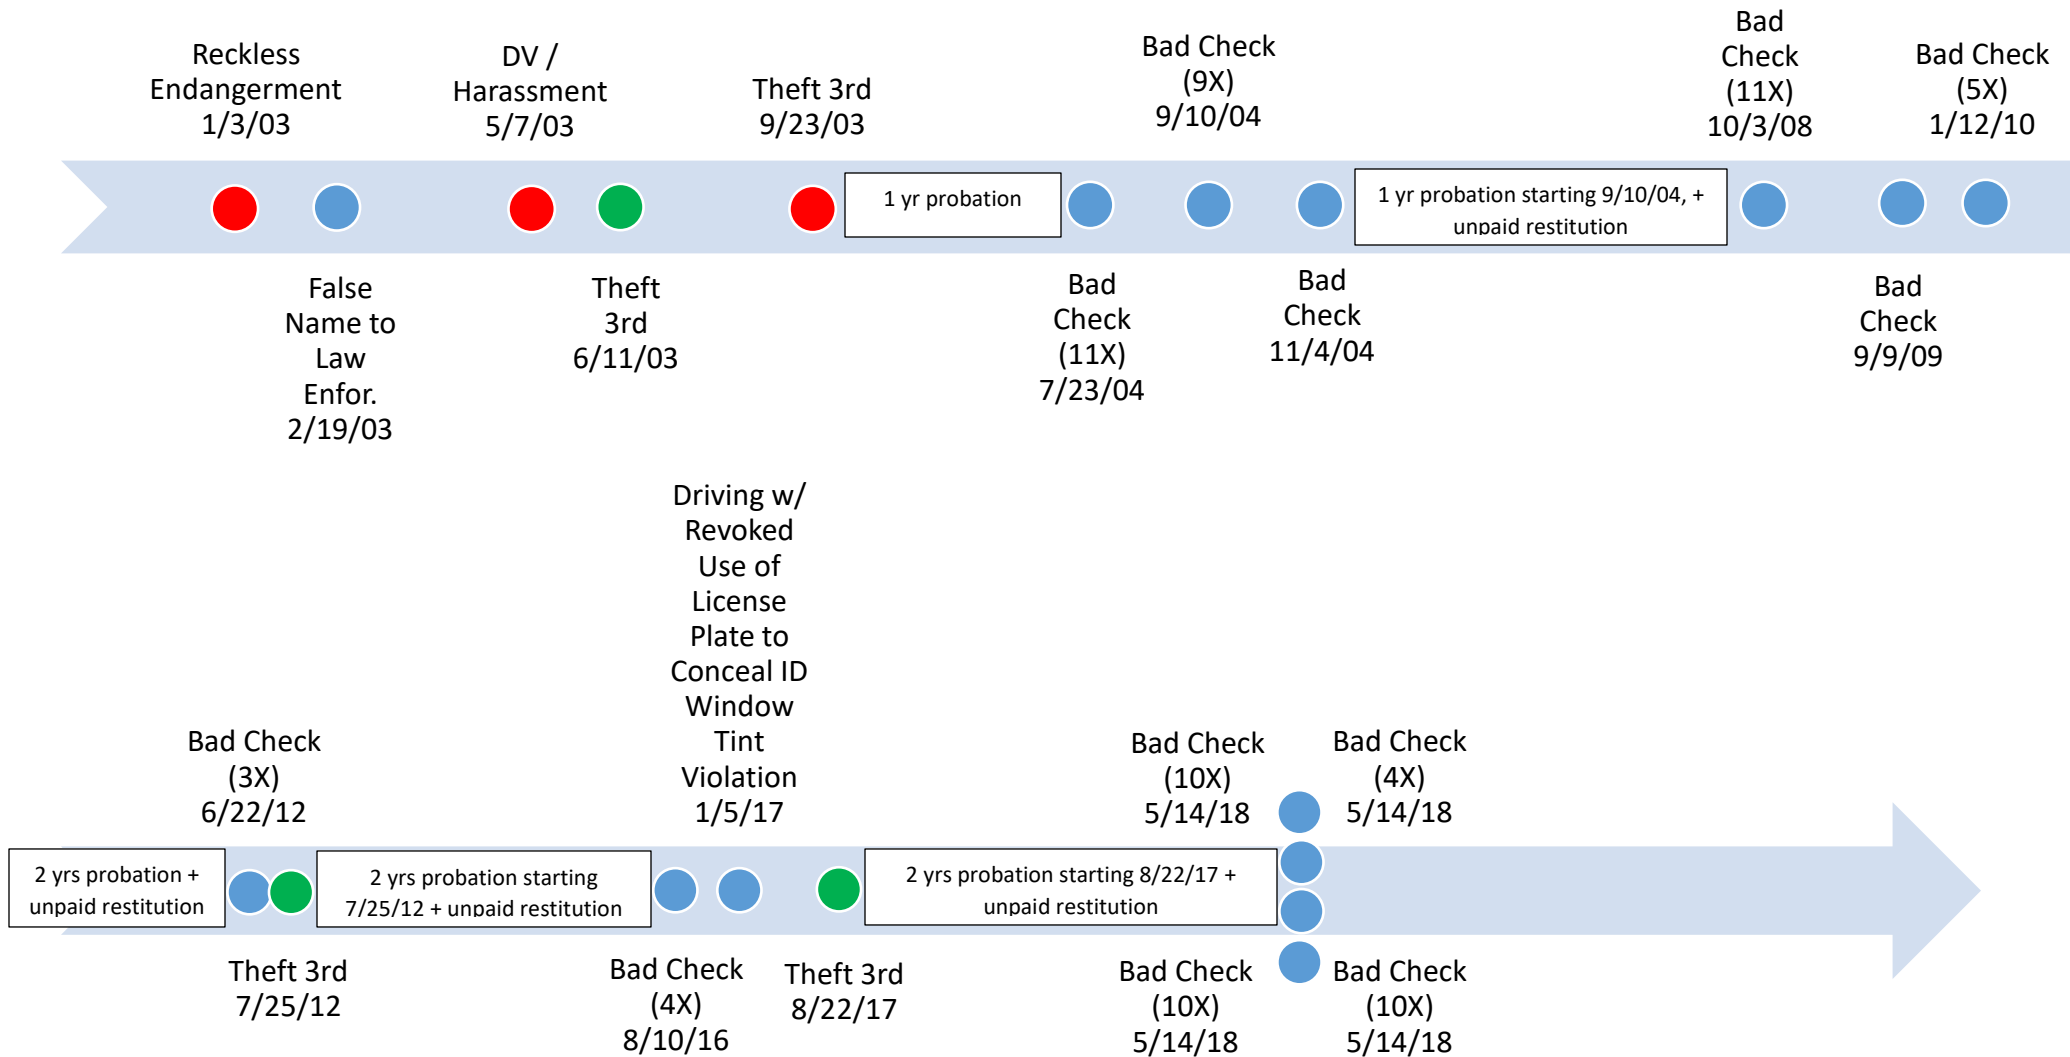 Reckless
Endangerment
1/3/03
DV /
Harassment
5/7/03
Theft 3rd
9/23/03
Bad Check
(9X)
9/10/04
Bad
Check
(11X)
10/3/08
Bad Check
(5X)
1/12/10
1 yr probation
1 yr probation starting 9/10/04, +
unpaid restitution
False
Name to
Law
Enfor.
2/19/03
Theft
3rd
6/11/03
Bad
Check
(11X)
7/23/04
Bad
Check
11/4/04
Bad
Check
9/9/09
Bad Check
(3X)
6/22/12
Driving w/
Revoked
Use of
License
Plate to
Conceal ID
Window
Tint
Violation
1/5/17
Bad Check
(10X)
5/14/18
Bad Check
(4X)
5/14/18
2 yrs probation +
unpaid restitution
2 yrs probation starting
7/25/12 + unpaid restitution
2 yrs probation starting 8/22/17 +
unpaid restitution
Theft 3rd
7/25/12
Bad Check
(4X)
8/10/16
Theft 3rd
8/22/17
Bad Check
(10X)
5/14/18
Bad Check
(10X)
5/14/18